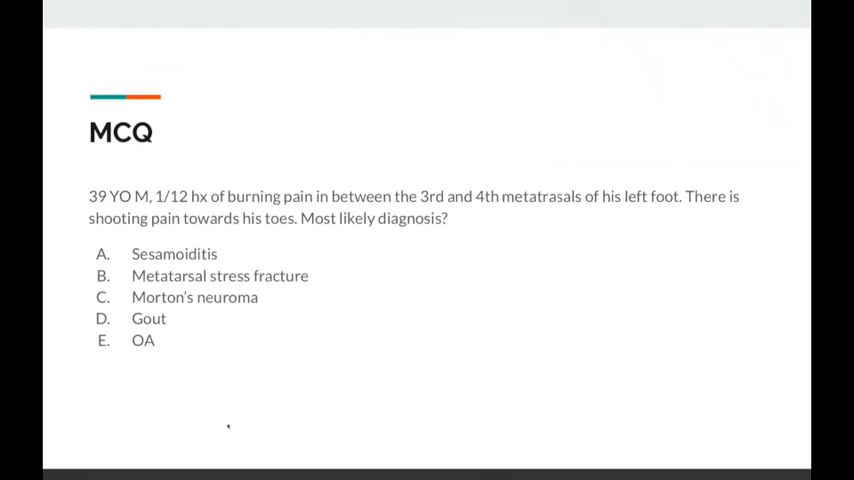 MCQ
39 YO M, 1/12 hx of burning pain in between the 3rd and 4th metatrasals of his left foot. There is
shooting pain towards his toes. Most likely diagnosis?
A. Sesamoiditis
B. Metatarsal stress fracture
C. Morton's neuroma
D. Gout
E. OA